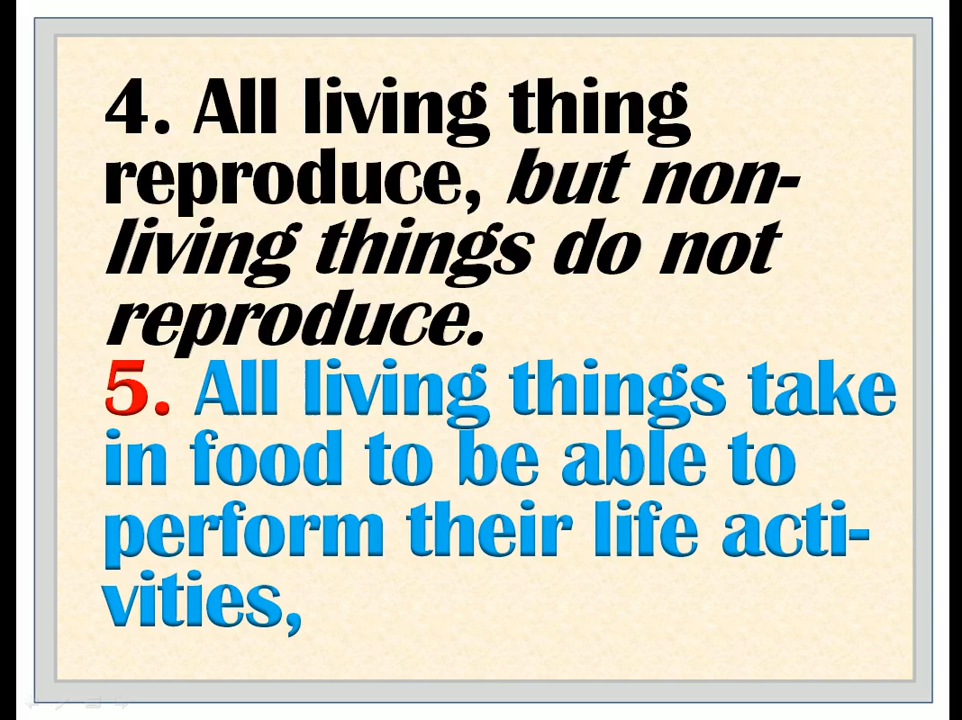 4. All living thing
reproduce, but non-
living things do not
reproduce.
5. All living things take
in food to be able to
perform their life acti-
vities,